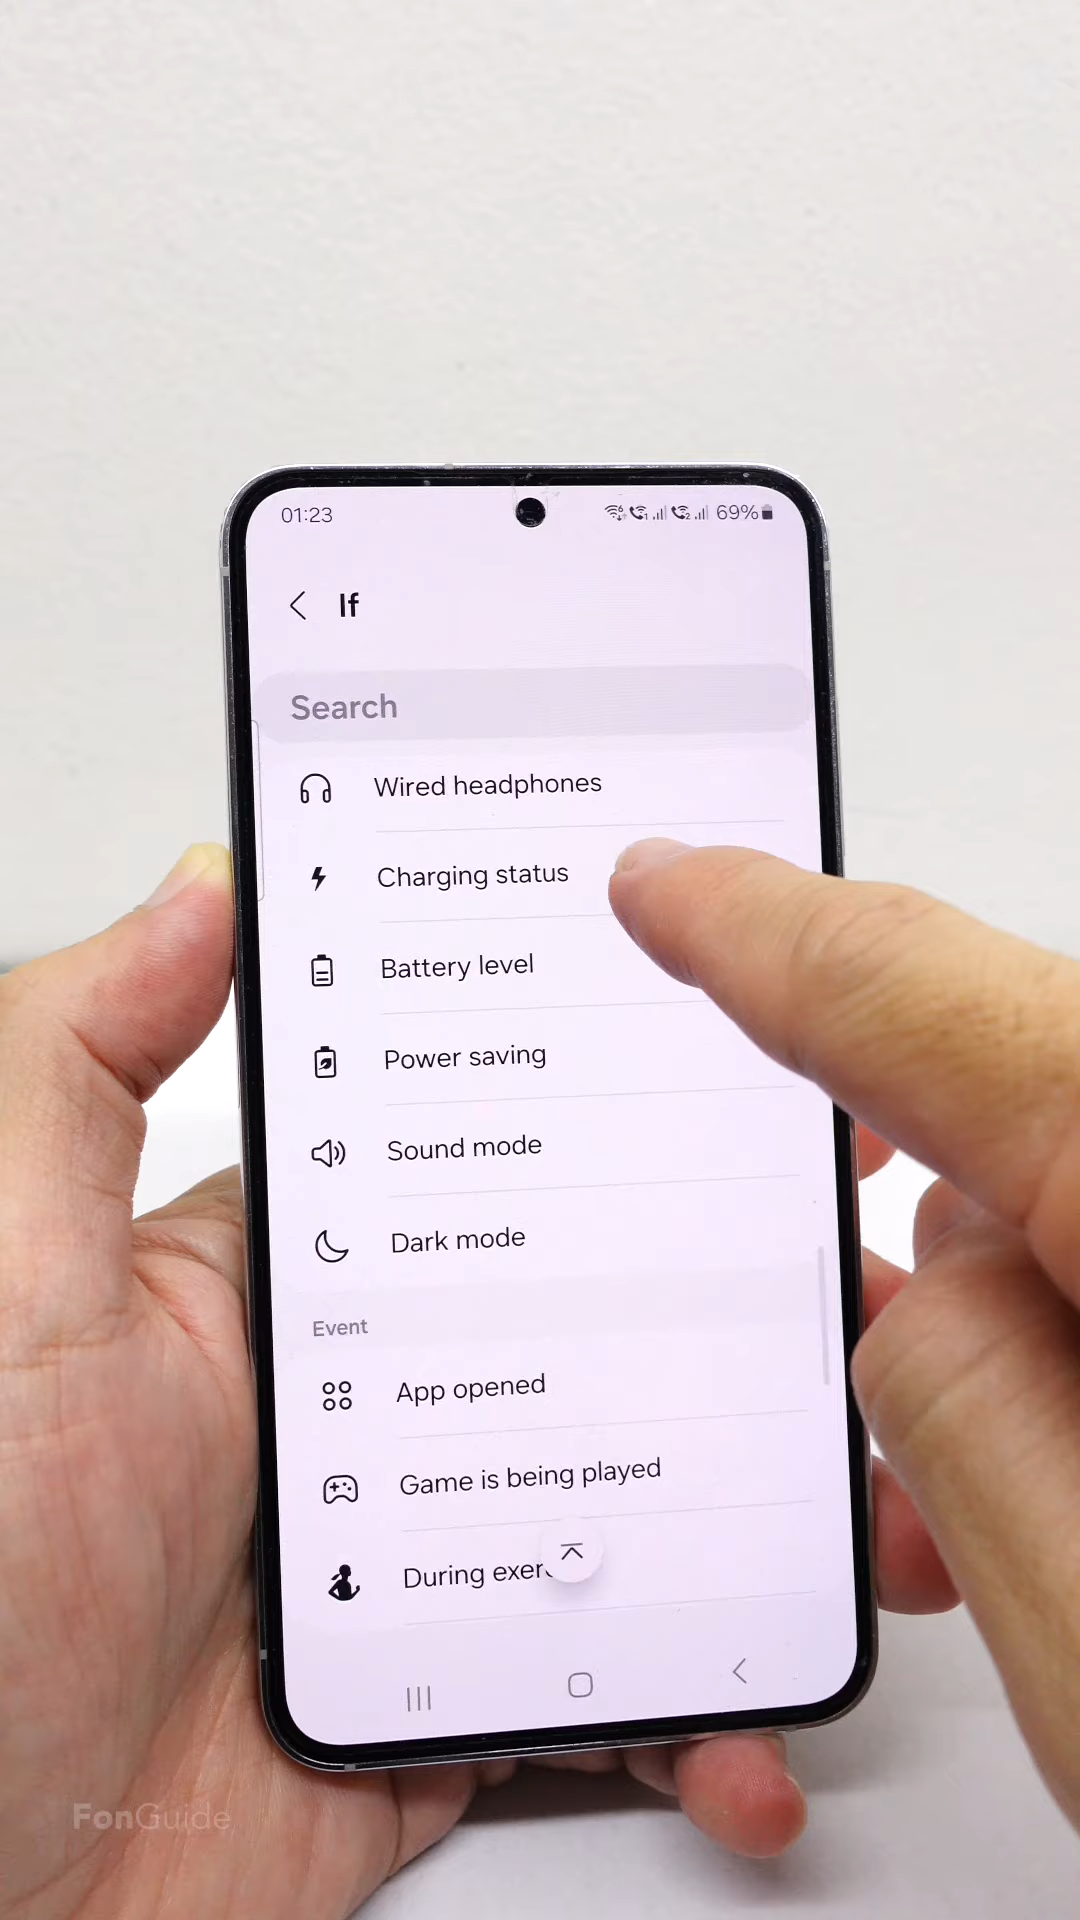 01:23
69%
If
Search
Wired headphones
Charging status
Battery level
Power saving
Sound mode
Dark mode
Event
App opened
Game is being played
During exer
FonGuide